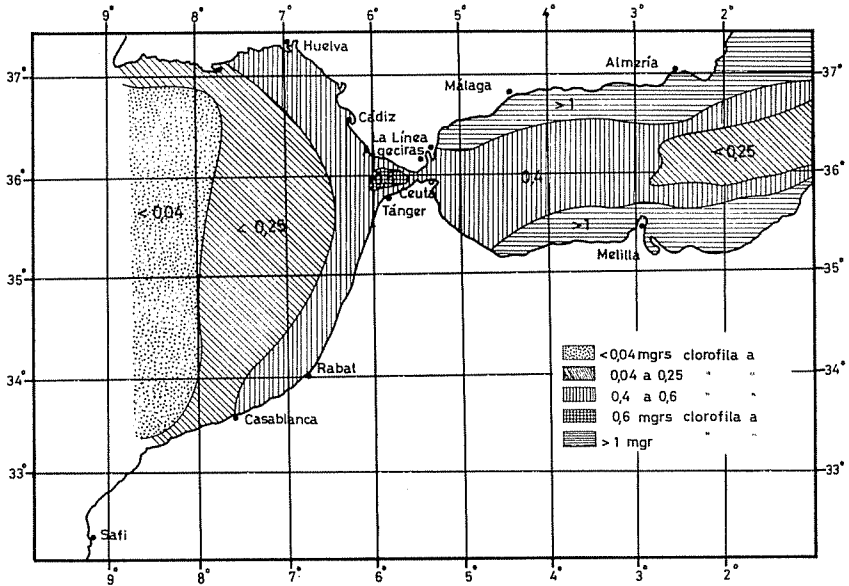 9° 8° 7° 6° 5° 4° 3° 2°
Huelva
37° 37°
Almería
Málaga
> 1
Cádiz
La Línea
geciras
< 0,25
36° 0,4 36°
Ceuta
Tánger
< 0,04
< 0,25
> 1
Melilla
35° 35°
< 0,04 mgrs clorofila a
0,04 a 0,25 " "
34° Rabat 34°
0,4 a 0,6 " "
0,6 mgrs clorofila a
Casablanca
> 1 mgr " "
33° 33°
Safi
9° 8° 7° 6° 5° 4° 3° 2°